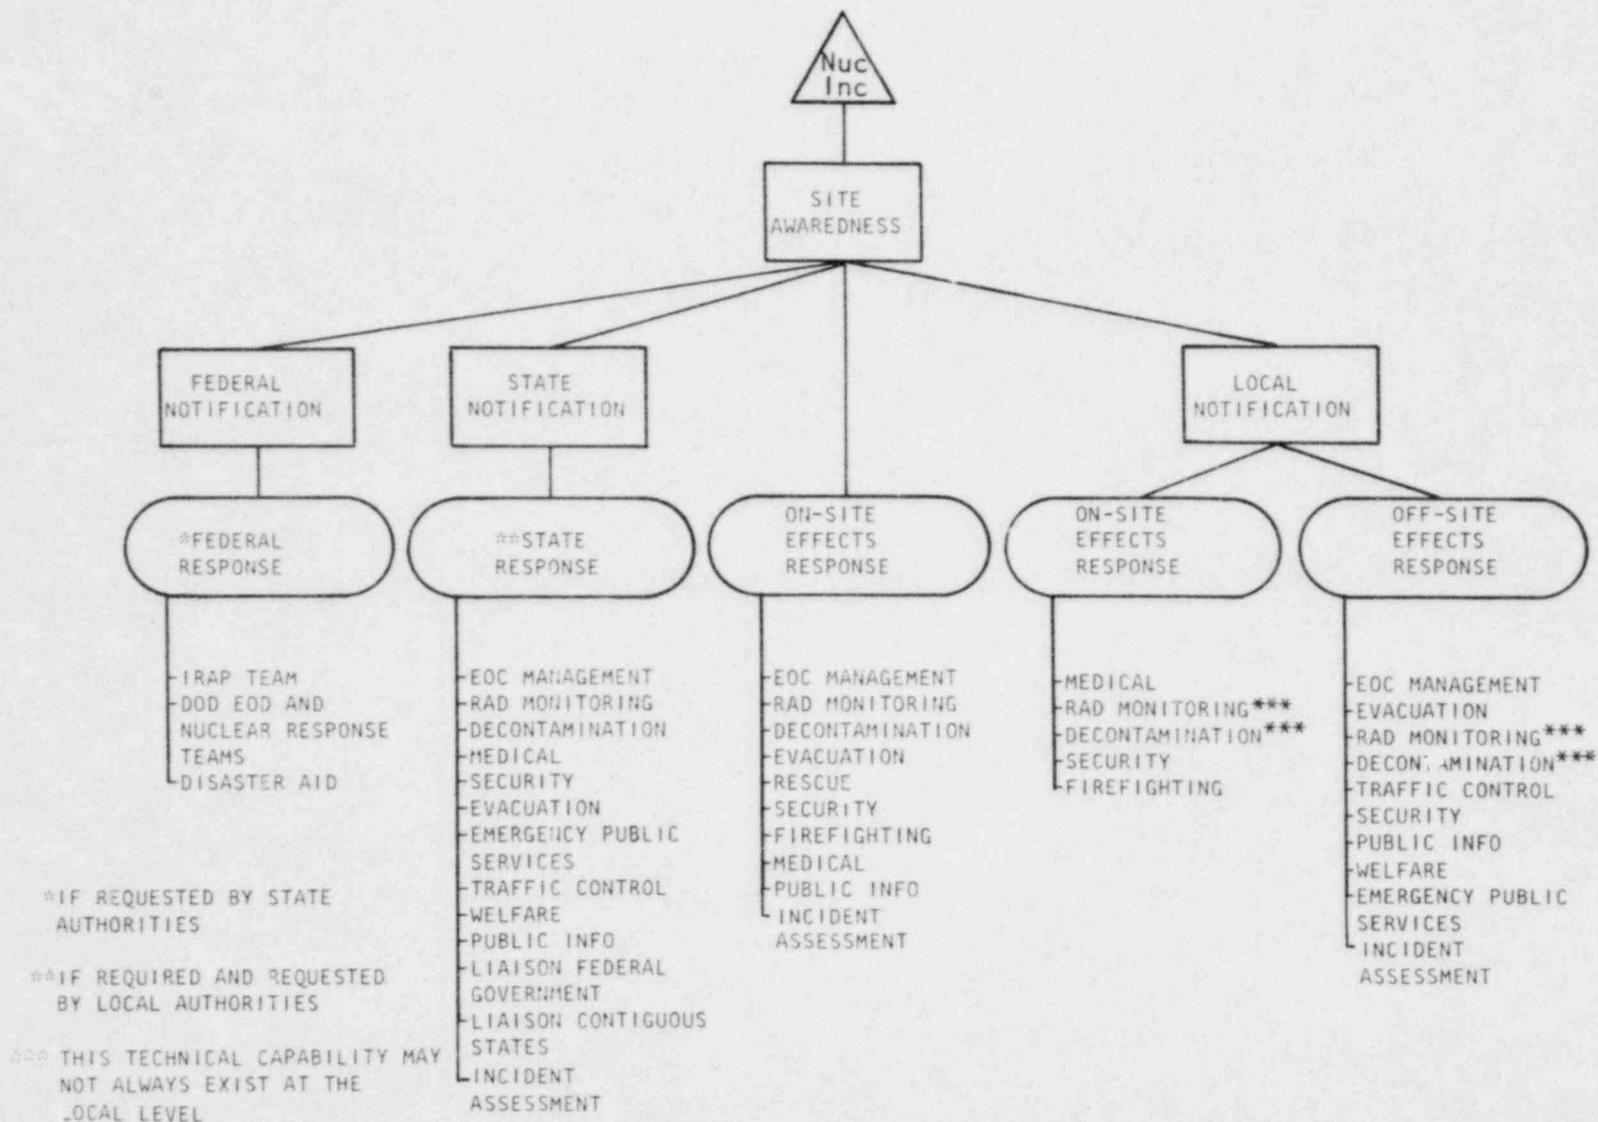 Nuc
Inc
SITE
AWAREDNESS
FEDERAL
NOTIFICATION
STATE
NOTIFICATION
LOCAL
NOTIFICATION
*FEDERAL
RESPONSE
**STATE
RESPONSE
ON-SITE
EFFECTS
RESPONSE
ON-SITE
EFFECTS
RESPONSE
OFF-SITE
EFFECTS
RESPONSE
IRAP TEAM
DOD EOD AND
NUCLEAR RESPONSE
TEAMS
DISASTER AID
EOC MANAGEMENT
RAD MONITORING
DECONTAMINATION
MEDICAL
SECURITY
EVACUATION
EMERGENCY PUBLIC
SERVICES
TRAFFIC CONTROL
WELFARE
PUBLIC INFO
LIAISON FEDERAL
GOVERNMENT
LIAISON CONTIGUOUS
STATES
INCIDENT
ASSESSMENT
EOC MANAGEMENT
RAD MONITORING
DECONTAMINATION
EVACUATION
RESCUE
SECURITY
FIREFIGHTING
MEDICAL
PUBLIC INFO
INCIDENT
ASSESSMENT
MEDICAL
RAD MONITORING***
DECONTAMINATION***
SECURITY
FIREFIGHTING
EOC MANAGEMENT
EVACUATION
RAD MONITORING***
DECONTAMINATION***
TRAFFIC CONTROL
SECURITY
PUBLIC INFO
WELFARE
EMERGENCY PUBLIC
SERVICES
INCIDENT
ASSESSMENT
*IF REQUESTED BY STATE
AUTHORITIES
**IF REQUIRED AND REQUESTED
BY LOCAL AUTHORITIES
*** THIS TECHNICAL CAPABILITY MAY
NOT ALWAYS EXIST AT THE
LOCAL LEVEL